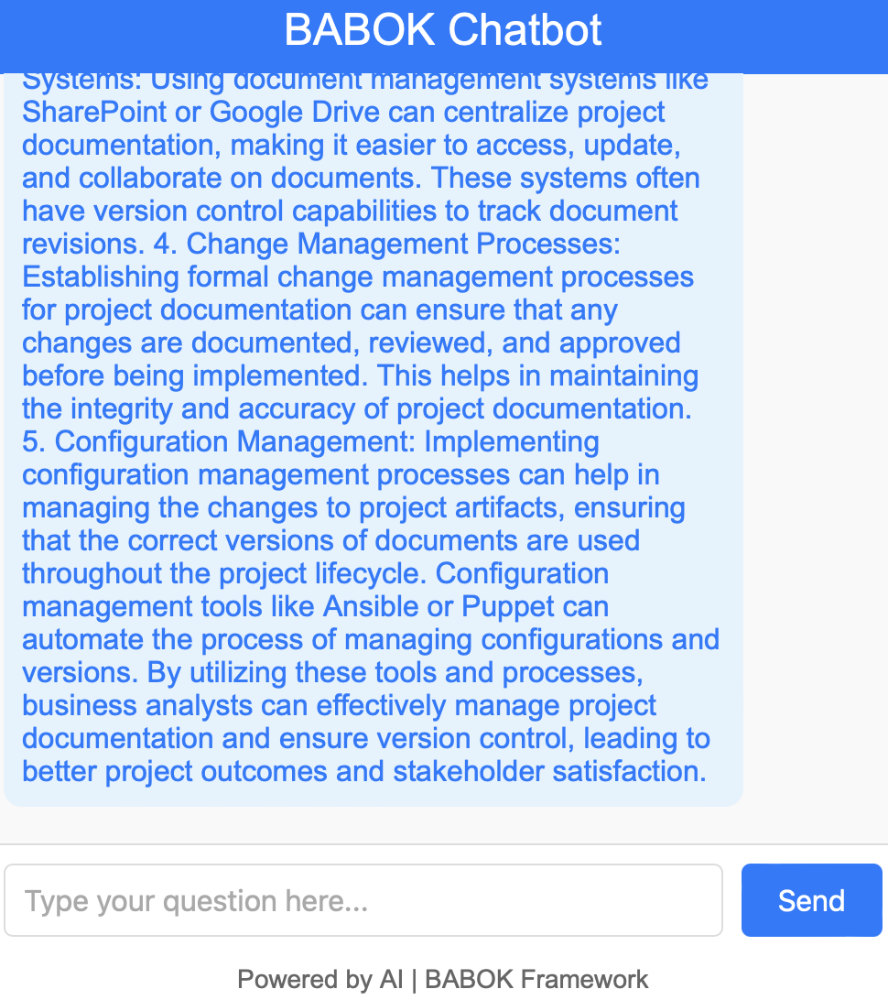 BABOK Chatbot
Systems: Using document management systems like
SharePoint or Google Drive can centralize project
documentation, making it easier to access, update,
and collaborate on documents. These systems often
have version control capabilities to track document
revisions. 4. Change Management Processes:
Establishing formal change management processes
for project documentation can ensure that any
changes are documented, reviewed, and approved
before being implemented. This helps in maintaining
the integrity and accuracy of project documentation.
5. Configuration Management: Implementing
configuration management processes can help in
managing the changes to project artifacts, ensuring
that the correct versions of documents are used
throughout the project lifecycle. Configuration
management tools like Ansible or Puppet can
automate the process of managing configurations and
versions. By utilizing these tools and processes,
business analysts can effectively manage project
documentation and ensure version control, leading to
better project outcomes and stakeholder satisfaction.
Type your question here...
Send
Powered by AI | BABOK Framework